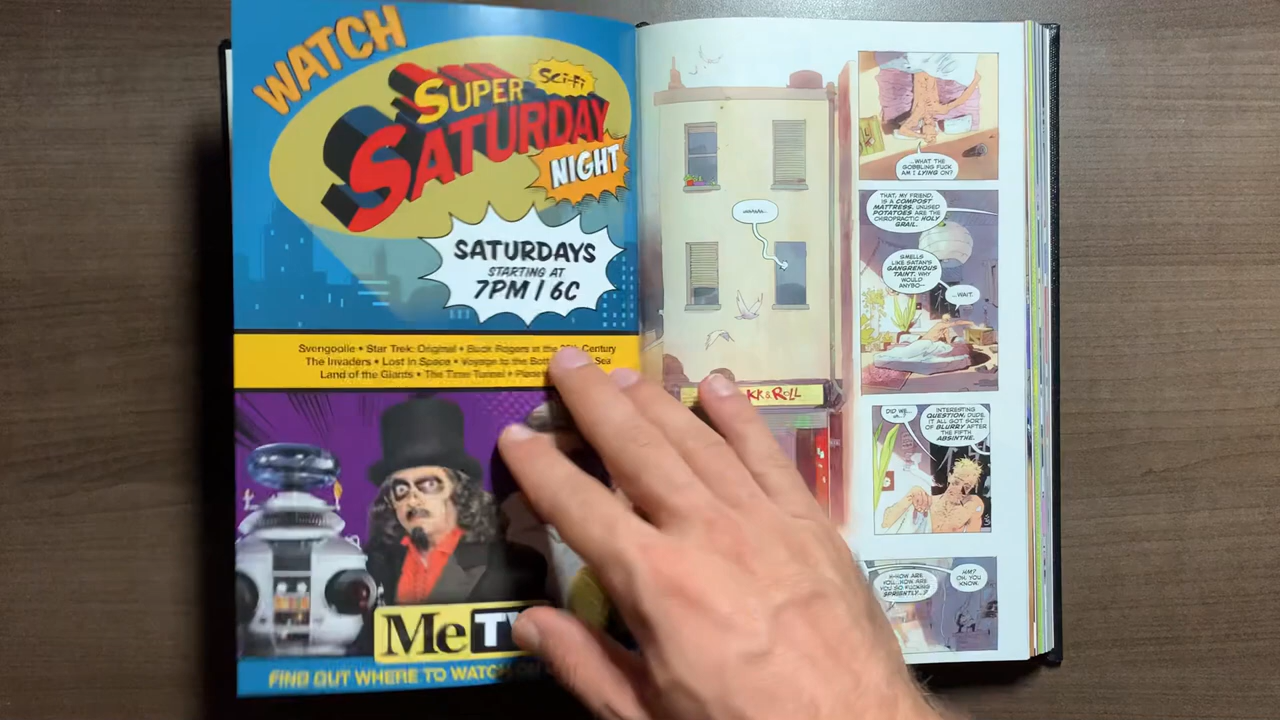 WATCH
SUPER
Sci-Fi
SATURDAY
NIGHT
SATURDAYS
STARTING AT
7PM | 6C
Svengoolie • Star Trek: Original • Buck Rogers in the Century
The Invaders • Lost in Space • Voyage to the Sea
Land of the Giants • The Time Tunnel •
MeT
FIND OUT WHERE TO WATCH
& ROLL
...WHAT THE
GOBBLING FUCK
AM I LYING ON?
THAT, MY FRIEND,
IS A COMPOST
MATTRESS. UNUSED
POTATOES ARE THE
CHIROPRACTIC HOLY
GRAIL.
SMELLS
LIKE SATAN'S
GANGRENOUS
TAINT. WHY
WOULD
ANYBO—
...WAIT.
DID WE...
INTERESTING
QUESTION, DUDE.
IT ALL GOT SORT
OF BLURRY AFTER
THE FIFTH
ABSINTHE.
H-HOW ARE
YOU...HOW ARE
YOU SO FUCKING
SPRIGHTLY...?
HM?
OH, YOU
KNOW.